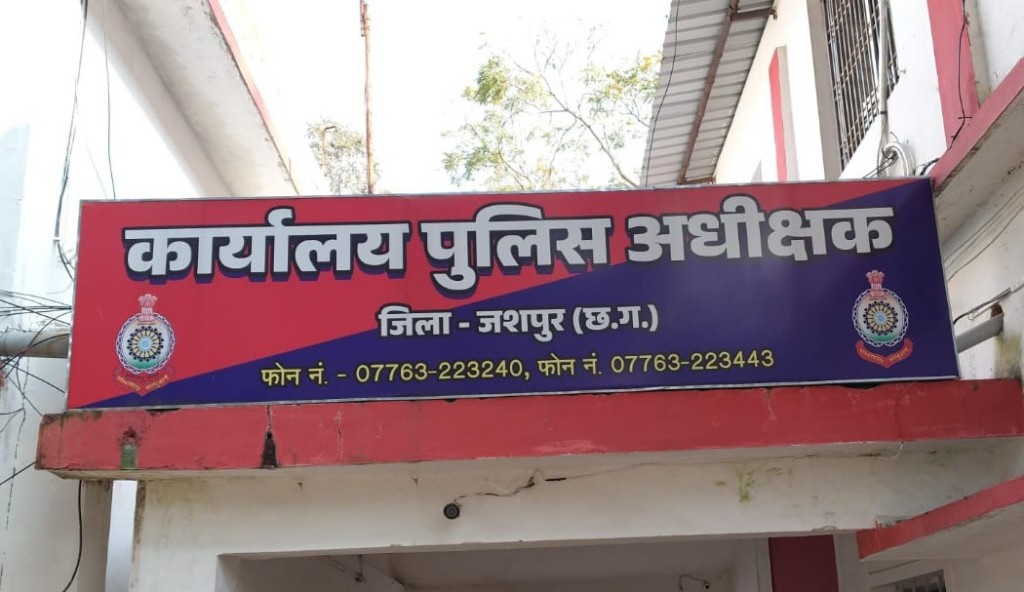 कार्यालय पुलिस अधीक्षक
जिला - जशपुर (छ.ग.)
फोन नं. - 07763-223240, फोन नं. 07763-223443